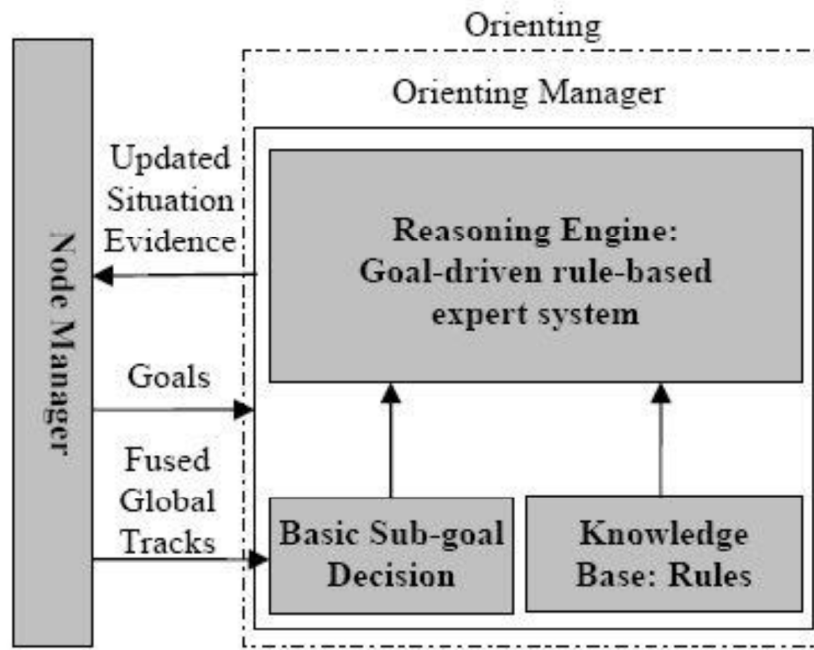 Orienting
Orienting Manager
Updated
Situation
Evidence
Reasoning Engine:
Goal-driven rule-based
expert system
Node Manager
Goals
Fused
Global
Tracks
Basic Sub-goal
Decision
Knowledge
Base: Rules